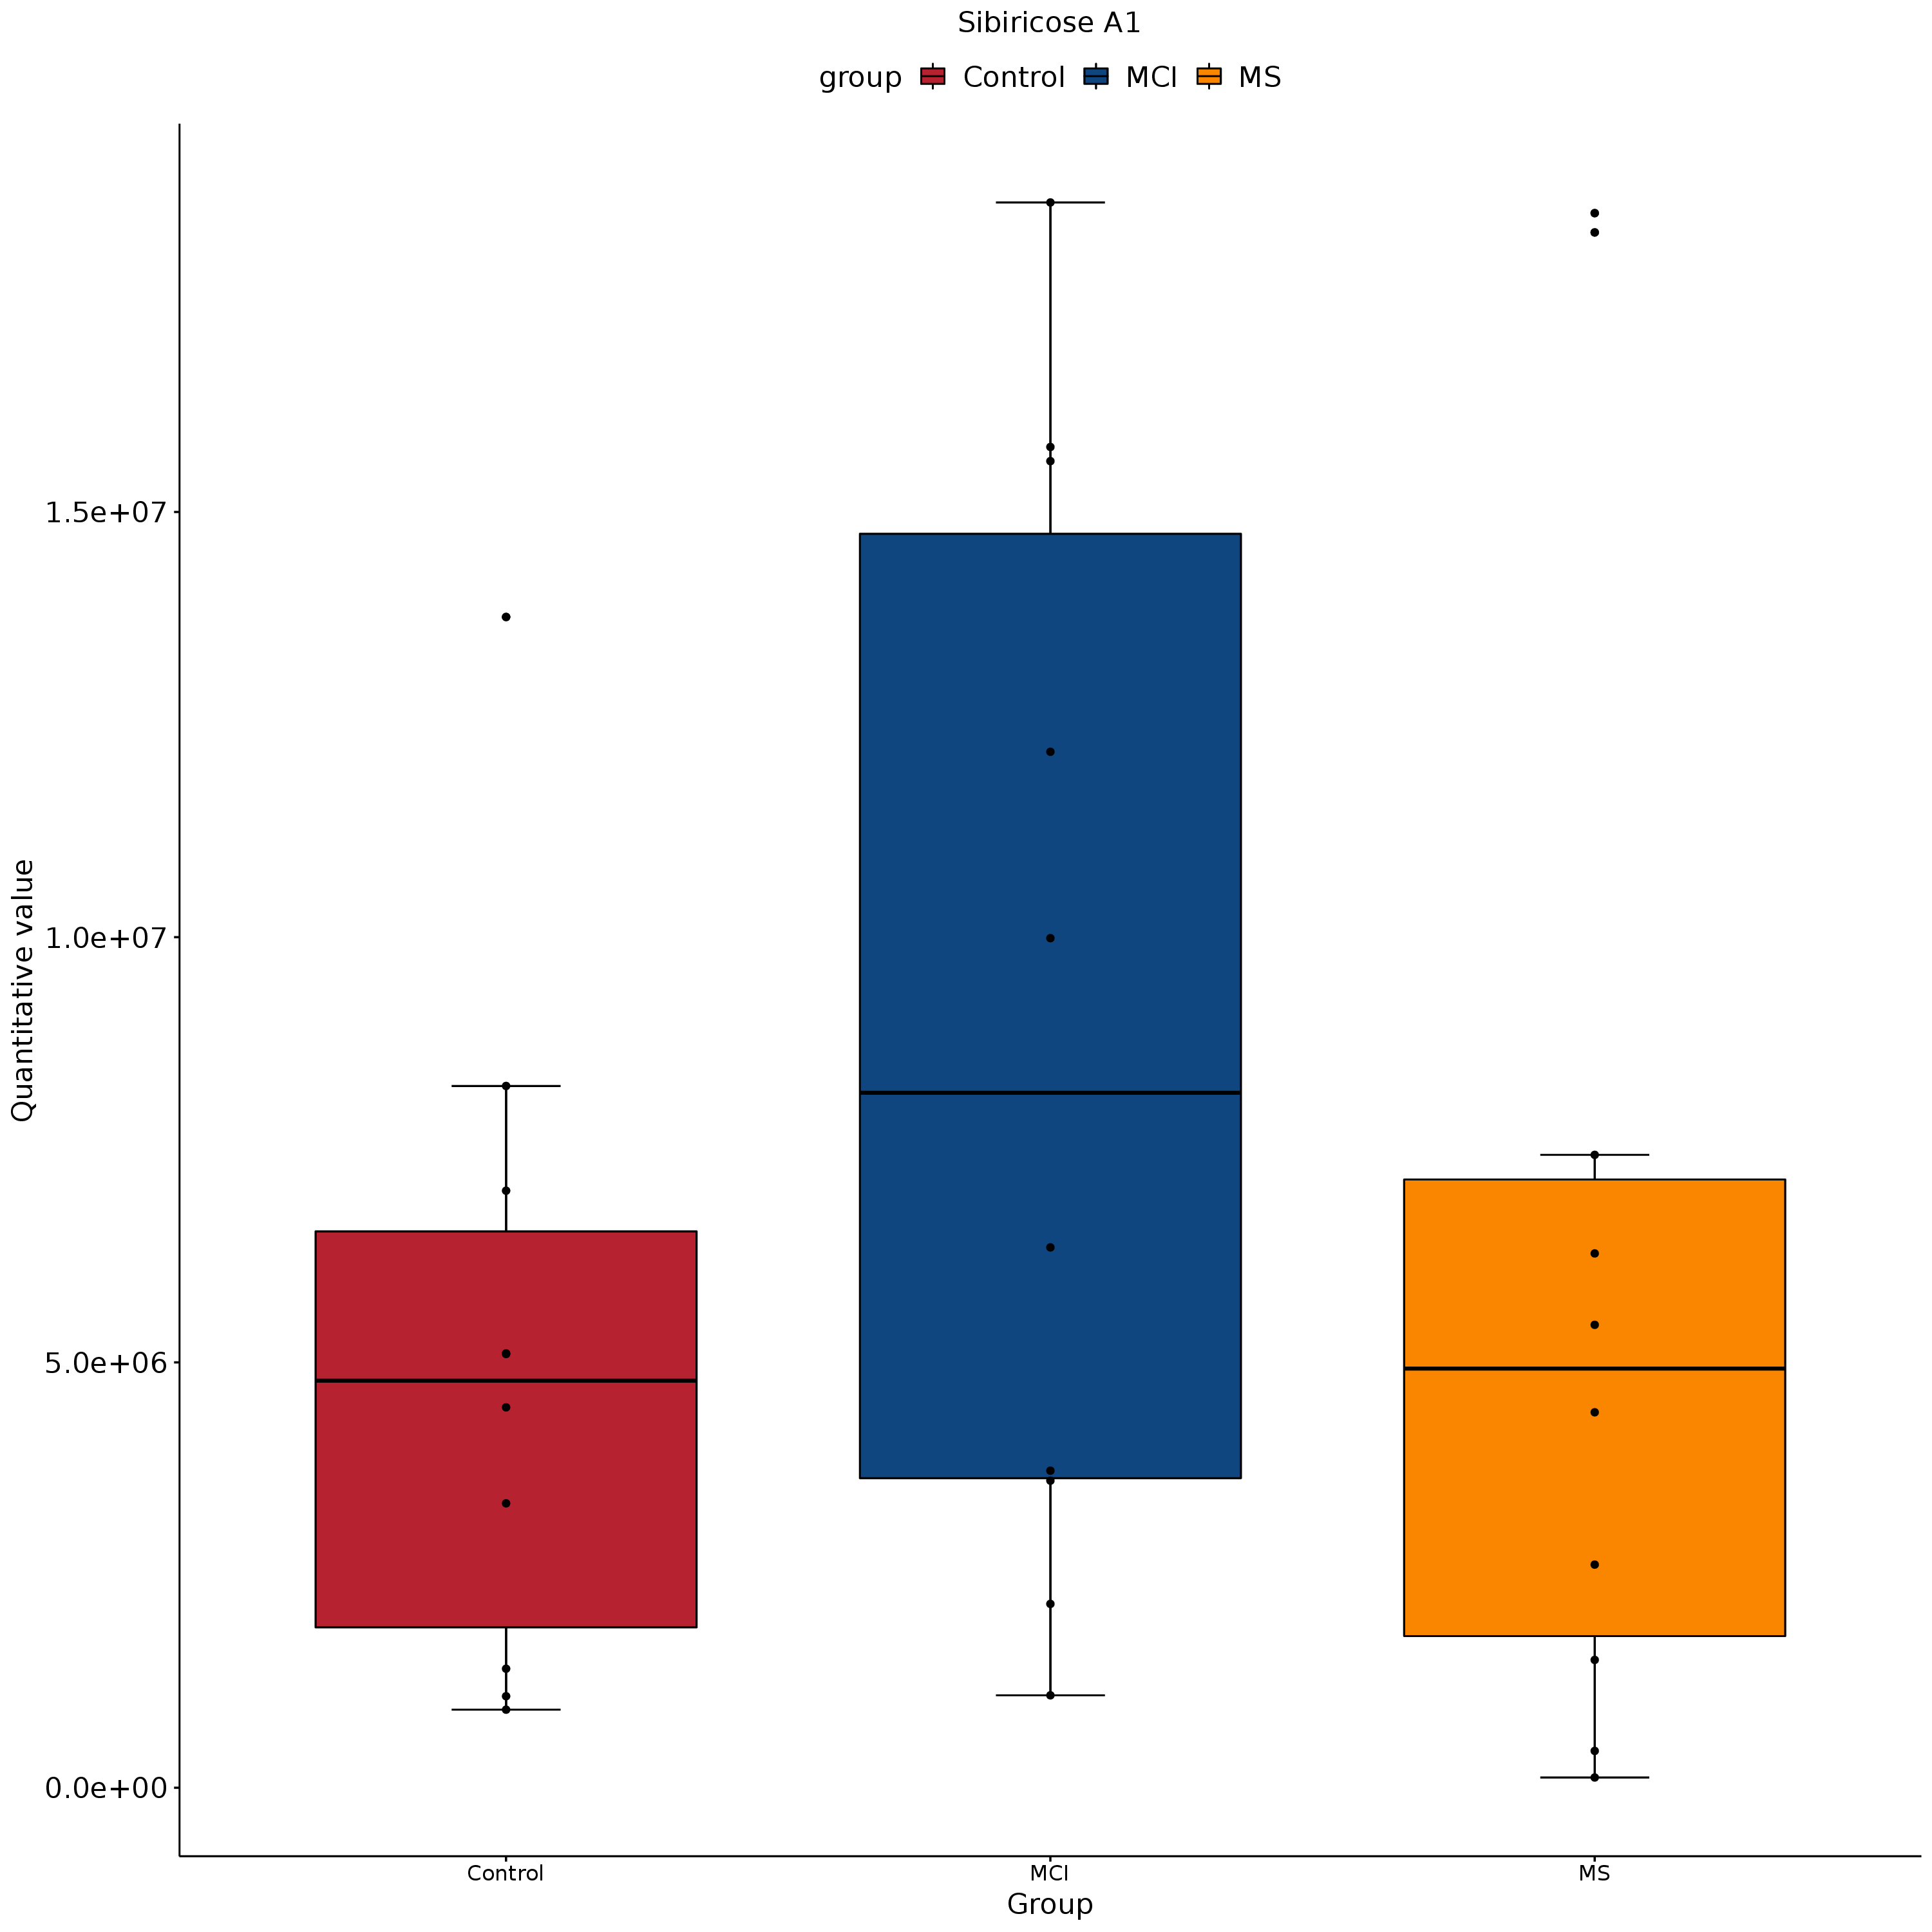 Sibiricose A1
group Control MCI MS
Quantitative value
1.5e+07
1.0e+07
5.0e+06
0.0e+00
Control MCI MS
Group